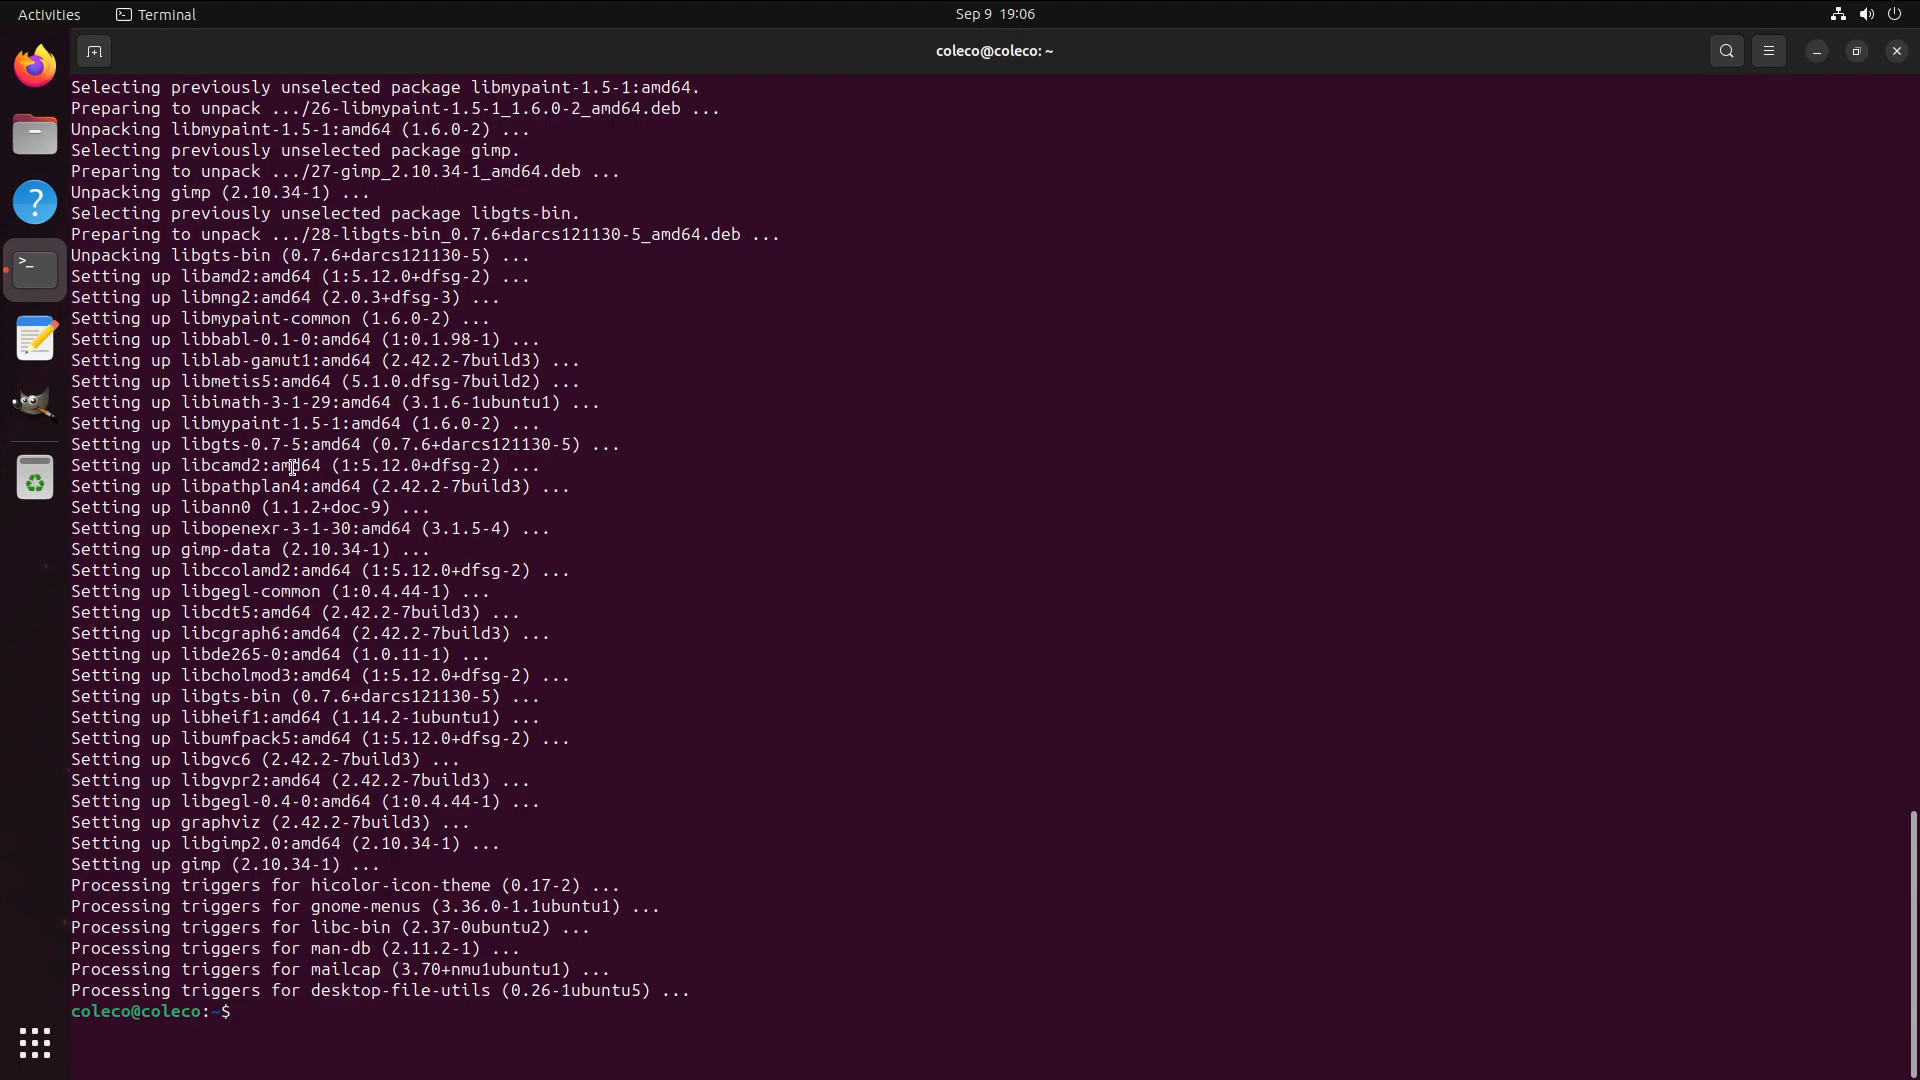 Activities
Terminal
Sep 9 19:06
coleco@coleco: ~
Selecting previously unselected package libmypaint-1.5-1:amd64.
Preparing to unpack .../26-libmypaint-1.5-1_1.6.0-2_amd64.deb ...
Unpacking libmypaint-1.5-1:amd64 (1.6.0-2) ...
Selecting previously unselected package gimp.
Preparing to unpack .../27-gimp_2.10.34-1_amd64.deb ...
Unpacking gimp (2.10.34-1) ...
Selecting previously unselected package libgts-bin.
Preparing to unpack .../28-libgts-bin_0.7.6+darcs121130-5_amd64.deb ...
Unpacking libgts-bin (0.7.6+darcs121130-5) ...
Setting up libamd2:amd64 (1:5.12.0+dfsg-2) ...
Setting up libmng2:amd64 (2.0.3+dfsg-3) ...
Setting up libmypaint-common (1.6.0-2) ...
Setting up libbabl-0.1-0:amd64 (1:0.1.98-1) ...
Setting up liblab-gamut1:amd64 (2.42.2-7build3) ...
Setting up libmetis5:amd64 (5.1.0.dfsg-7build2) ...
Setting up libimath-3-1-29:amd64 (3.1.6-1ubuntu1) ...
Setting up libmypaint-1.5-1:amd64 (1.6.0-2) ...
Setting up libgts-0.7-5:amd64 (0.7.6+darcs121130-5) ...
Setting up libcamd2:amd64 (1:5.12.0+dfsg-2) ...
Setting up libpathplan4:amd64 (2.42.2-7build3) ...
Setting up libann0 (1.1.2+doc-9) ...
Setting up libopenexr-3-1-30:amd64 (3.1.5-4) ...
Setting up gimp-data (2.10.34-1) ...
Setting up libccolamd2:amd64 (1:5.12.0+dfsg-2) ...
Setting up libgegl-common (1:0.4.44-1) ...
Setting up libcdt5:amd64 (2.42.2-7build3) ...
Setting up libcgraph6:amd64 (2.42.2-7build3) ...
Setting up libde265-0:amd64 (1.0.11-1) ...
Setting up libcholmod3:amd64 (1:5.12.0+dfsg-2) ...
Setting up libgts-bin (0.7.6+darcs121130-5) ...
Setting up libheif1:amd64 (1.14.2-1ubuntu1) ...
Setting up libumfpack5:amd64 (1:5.12.0+dfsg-2) ...
Setting up libgvc6 (2.42.2-7build3) ...
Setting up libgvpr2:amd64 (2.42.2-7build3) ...
Setting up libgegl-0.4-0:amd64 (1:0.4.44-1) ...
Setting up graphviz (2.42.2-7build3) ...
Setting up libgimp2.0:amd64 (2.10.34-1) ...
Setting up gimp (2.10.34-1) ...
Processing triggers for hicolor-icon-theme (0.17-2) ...
Processing triggers for gnome-menus (3.36.0-1.1ubuntu1) ...
Processing triggers for libc-bin (2.37-0ubuntu2) ...
Processing triggers for man-db (2.11.2-1) ...
Processing triggers for mailcap (3.70+nmu1ubuntu1) ...
Processing triggers for desktop-file-utils (0.26-1ubuntu5) ...
coleco@coleco:~$